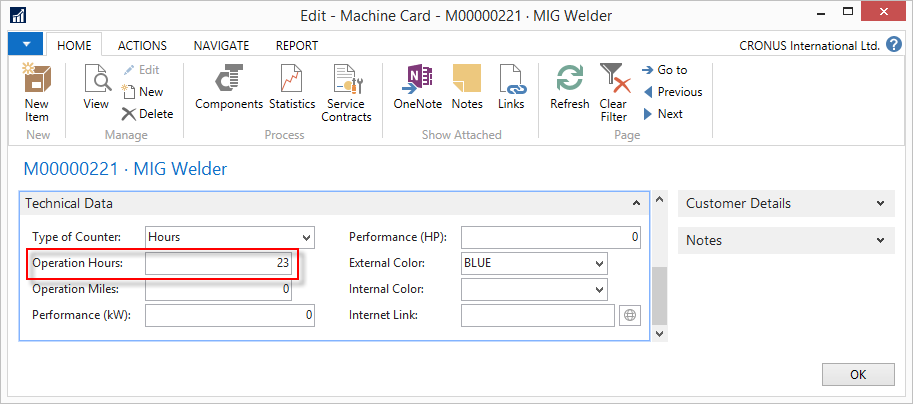 Edit - Machine Card - M00000221 · MIG Welder
HOME ACTIONS NAVIGATE REPORT CRONUS International Ltd. ?
New Item
View
Edit
New
Delete
Components
Statistics
Service Contracts
OneNote
Notes
Links
Refresh
Clear Filter
Go to
Previous
Next
New Manage Process Show Attached Page
M00000221 · MIG Welder
Technical Data
Type of Counter: Hours
Operation Hours: 23
Operation Miles: 0
Performance (kW): 0
Performance (HP): 0
External Color: BLUE
Internal Color:
Internet Link:
Customer Details
Notes
OK